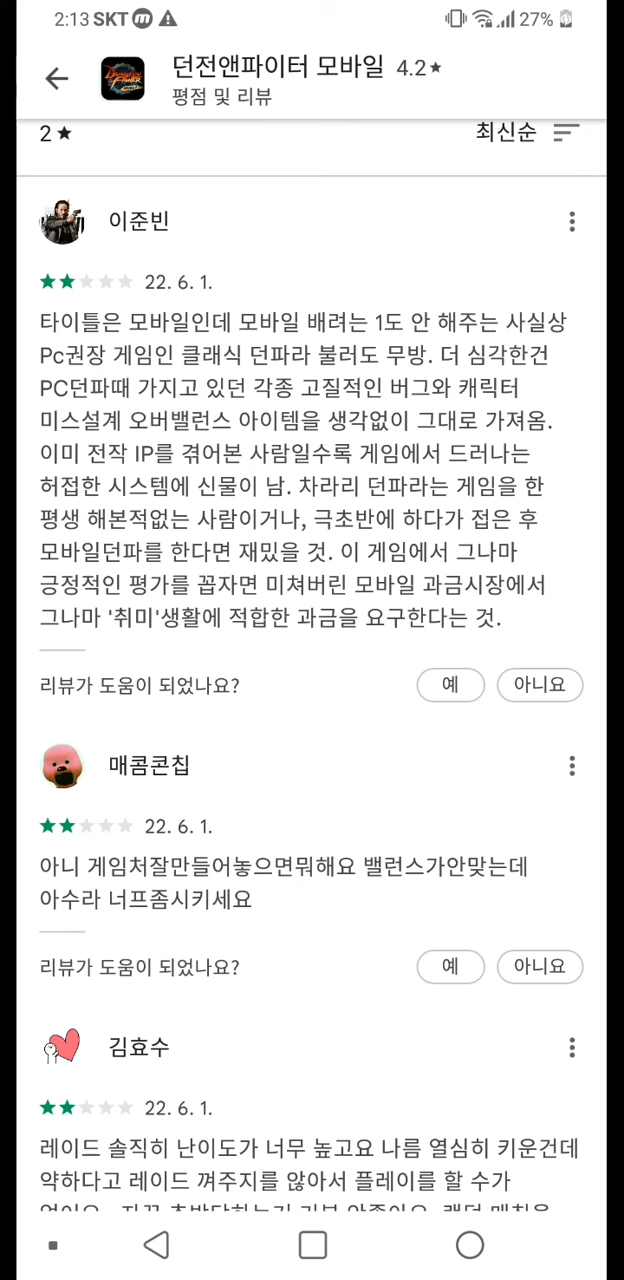 2:13 SKT 27%
던전앤파이터 모바일 4.2★
평점 및 리뷰
2★ 최신순
이준빈
22. 6. 1.
타이틀은 모바일인데 모바일 배려는 1도 안 해주는 사실상
Pc권장 게임인 클래식 던파라 불러도 무방. 더 심각한건
PC던파때 가지고 있던 각종 고질적인 버그와 캐릭터
미스설계 오버밸런스 아이템을 생각없이 그대로 가져옴.
이미 전작 IP를 겪어본 사람일수록 게임에서 드러나는
허접한 시스템에 신물이 남. 차라리 던파라는 게임을 한
평생 해본적없는 사람이거나, 극초반에 하다가 접은 후
모바일던파를 한다면 재밌을 것. 이 게임에서 그나마
긍정적인 평가를 꼽자면 미쳐버린 모바일 과금시장에서
그나마 '취미'생활에 적합한 과금을 요구한다는 것.
리뷰가 도움이 되었나요? 예 아니요
매콤콘칩
22. 6. 1.
아니 게임처잘만들어놓으면뭐해요 밸런스가안맞는데
아수라 너프좀시키세요
리뷰가 도움이 되었나요? 예 아니요
김효수
22. 6. 1.
레이드 솔직히 난이도가 너무 높고요 나름 열심히 키운건데
약하다고 레이드 껴주지를 않아서 플레이를 할 수가